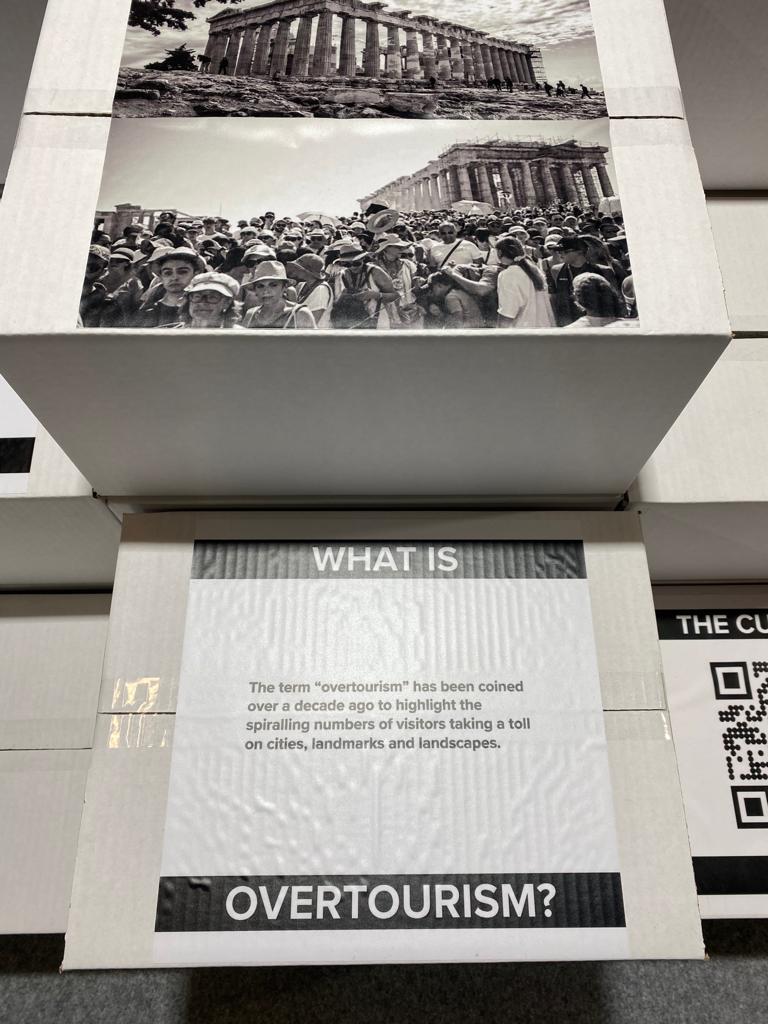 WHAT IS
The term “overtourism” has been coined
over a decade ago to highlight the
spiralling numbers of visitors taking a toll
on cities, landmarks and landscapes.
OVERTOURISM?
THE CU